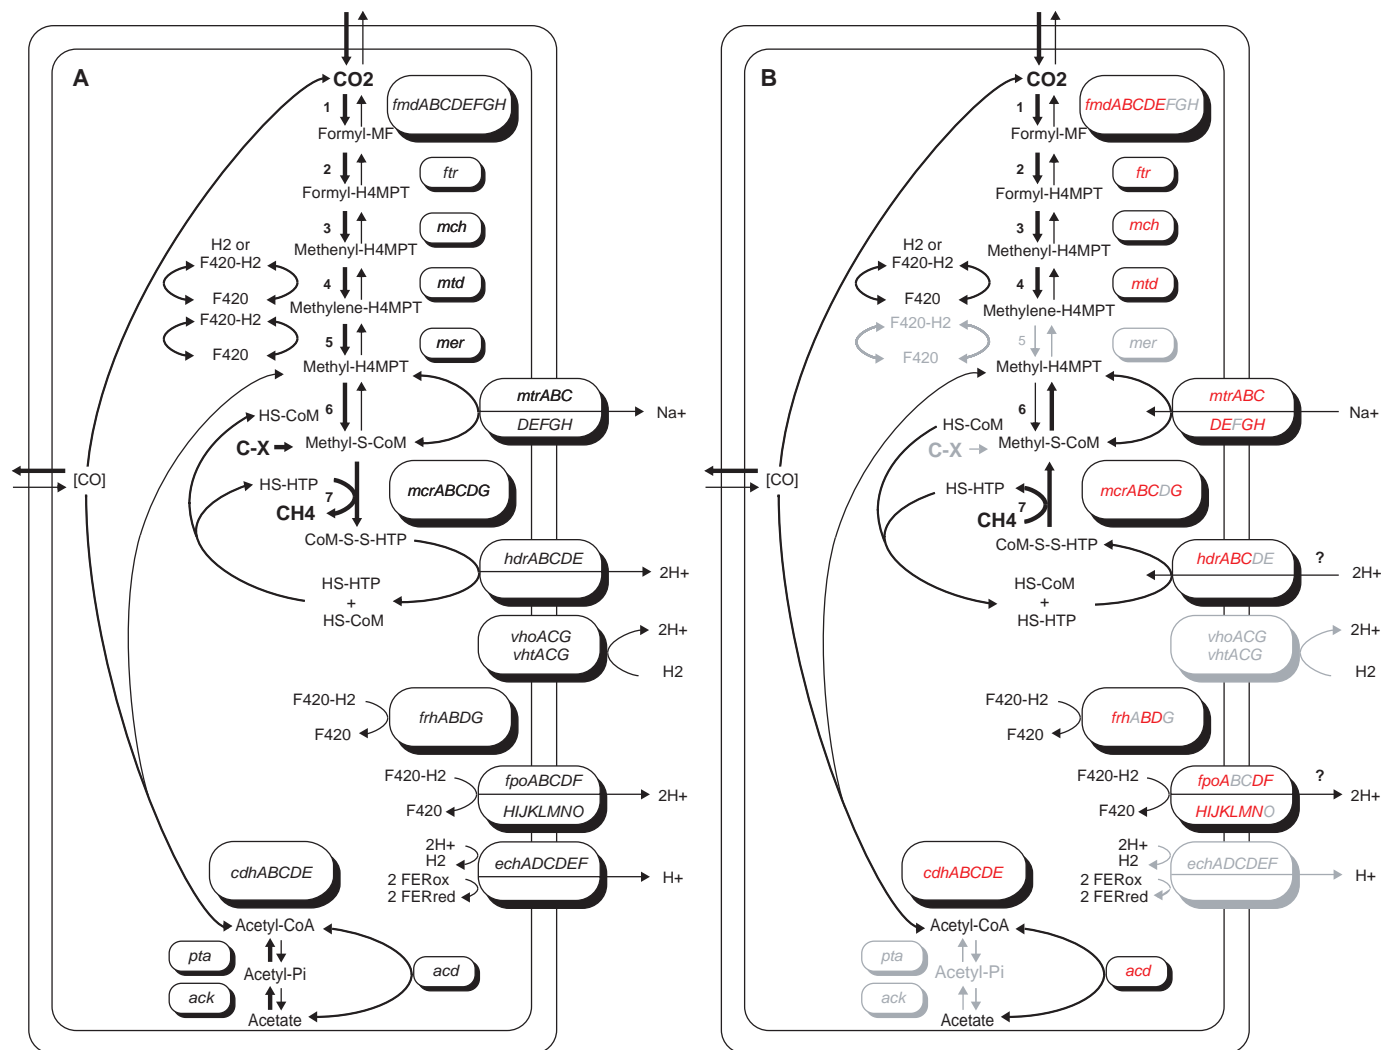 A
CO2
1
fmdABCDEFGH
Formyl-MF
2
ftr
Formyl-H4MPT
3
mch
H2 or
Methenyl-H4MPT
F420-H2
4
mtd
F420
Methylene-H4MPT
F420-H2
5
mer
F420
Methyl-H4MPT
mtrABC
6
HS-CoM
Na+
DEFGH
C-X
Methyl-S-CoM
[CO]
HS-HTP
7
mcrABCDG
CH4
CoM-S-S-HTP
hdrABCDE
2H+
HS-HTP
+
HS-CoM
vhoACG
2H+
vhtACG
H2
F420-H2
frhABDG
F420
F420-H2
fpoABCDF
2H+
F420
HIJKLMNO
2H+
H2
echADCDEF
2 FERox
H+
2 FERred
cdhABCDE
Acetyl-CoA
pta
Acetyl-Pi
acd
ack
Acetate
B
CO2
1
fmdABCDEFGH
Formyl-MF
2
ftr
Formyl-H4MPT
3
mch
H2 or
Methenyl-H4MPT
F420-H2
4
mtd
F420
Methylene-H4MPT
F420-H2
5
mer
F420
Methyl-H4MPT
mtrABC
6
Na+
HS-CoM
DEFGH
C-X
Methyl-S-CoM
[CO]
HS-HTP
7
mcrABCDG
CH4
CoM-S-S-HTP
hdrABCDE
?
2H+
HS-CoM
+
HS-HTP
vhoACG
2H+
vhtACG
H2
F420-H2
frhABDG
F420
F420-H2
fpoABCDF
?
2H+
F420
HIJKLMNO
2H+
H2
echADCDEF
2 FERox
H+
2 FERred
cdhABCDE
Acetyl-CoA
pta
Acetyl-Pi
acd
ack
Acetate